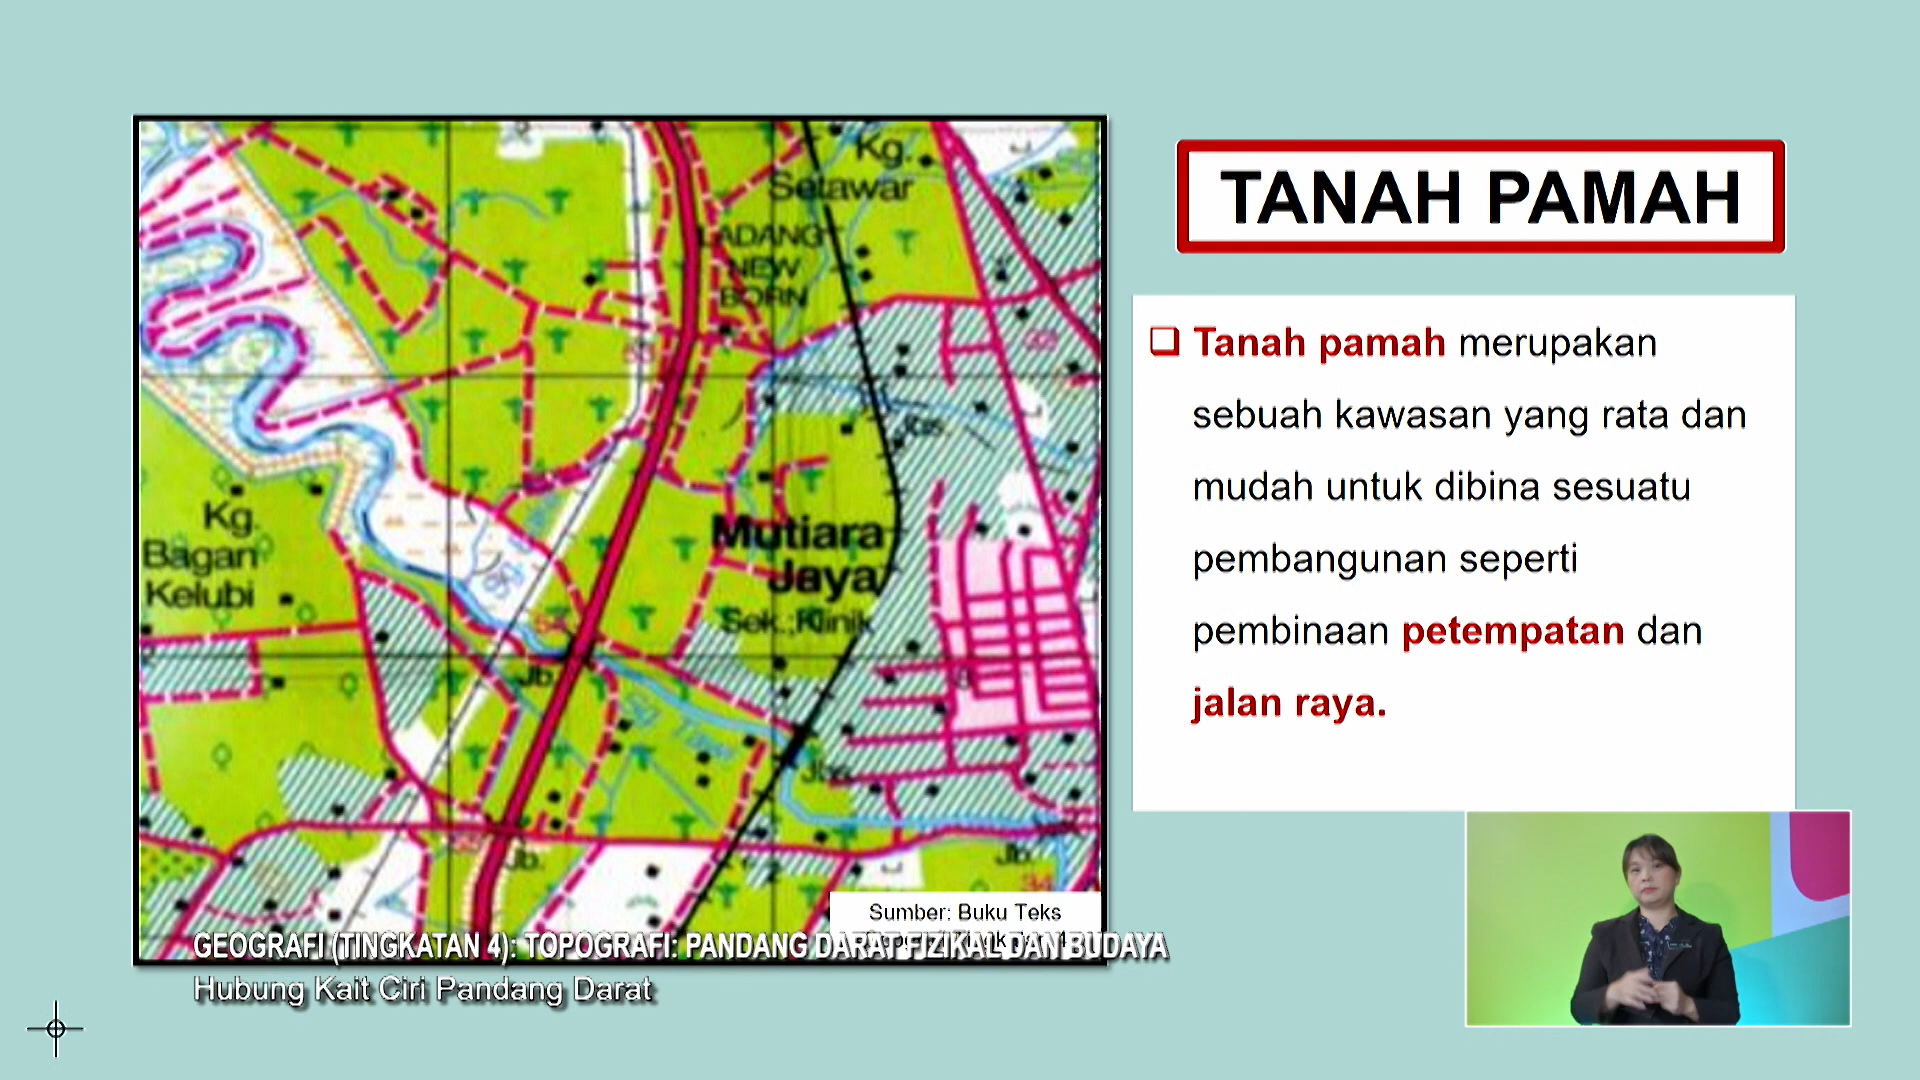 TANAH PAMAH
Tanah pamah merupakan
sebuah kawasan yang rata dan
mudah untuk dibina sesuatu
pembangunan seperti
pembinaan petempatan dan
jalan raya.
Kg.
Setawar
LADANG
NEW
BORN
Kg.
Bagan
Kelubi
Mutiara
Jaya
Sek.;Klinik
Jb.
Jb.
Jb.
34
Sumber: Buku Teks
GEOGRAFI (TINGKATAN 4): TOPOGRAFI: PANDANG DARAT FIZIKAL DAN BUDAYA
Hubung Kait Ciri Pandang Darat